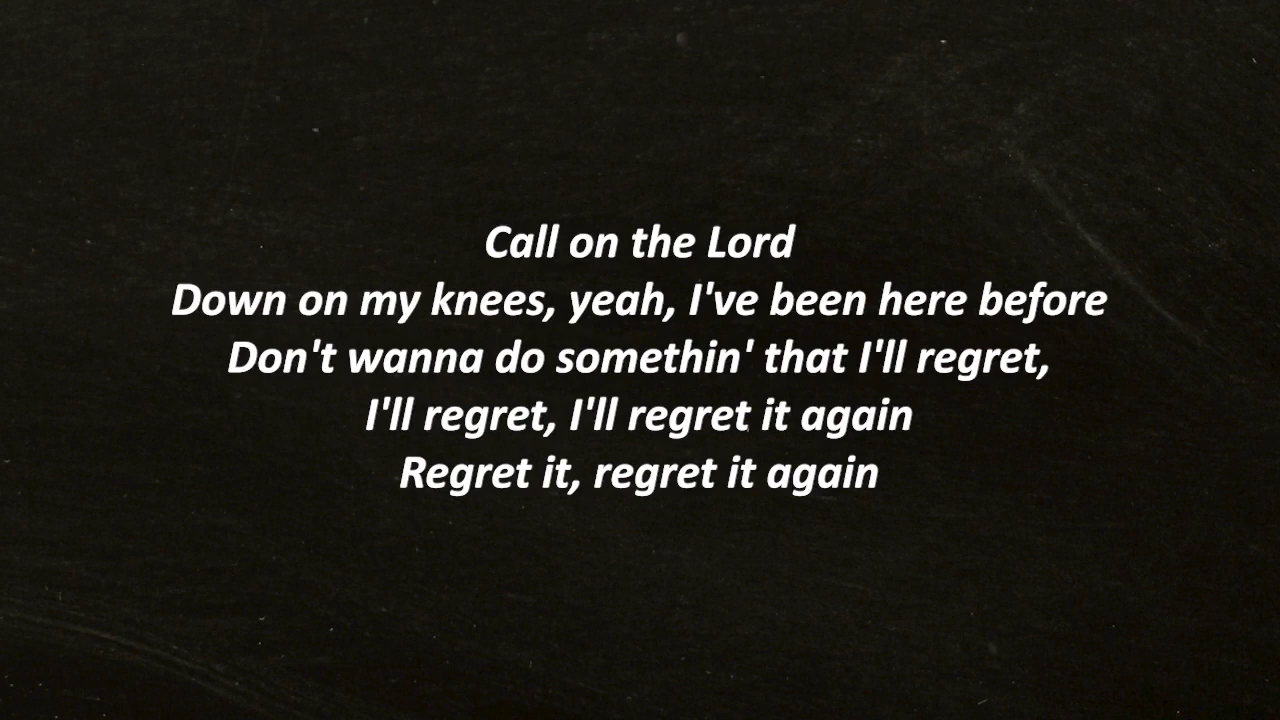 Call on the Lord
Down on my knees, yeah, I've been here before
Don't wanna do somethin' that I'll regret,
I'll regret, I'll regret it again
Regret it, regret it again